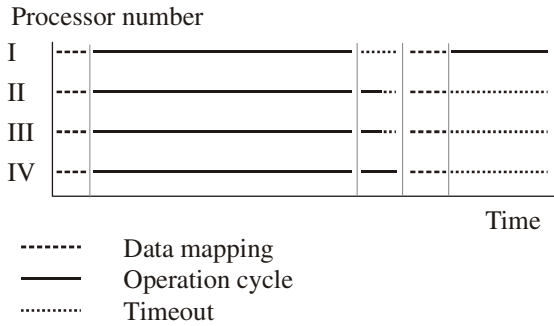 Processor number
I
II
III
IV
Time
Data mapping
Operation cycle
Timeout